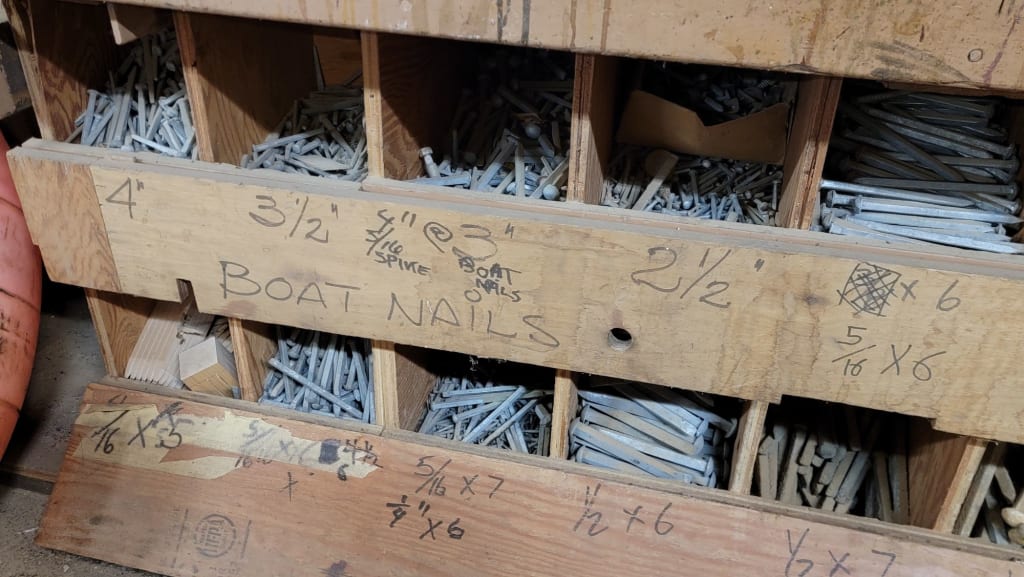 4"
3 1/2"
4" @ 3"
5/16
SPIKE
BOAT
NAILS
2 1/2"
x 6
5/16 x 6
BOAT NAILS
5/16 x 7
1/4" x 6
1/2 x 6
1/2 x 7